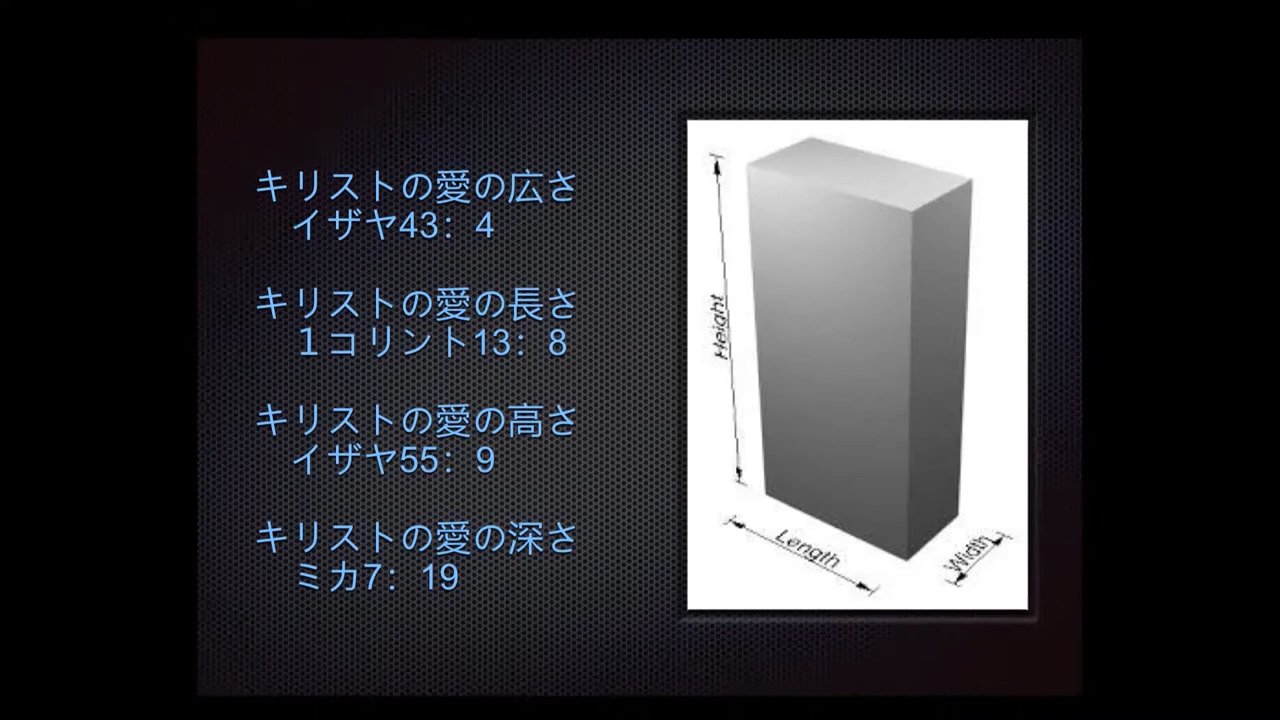 キリストの愛の広さ
イザヤ43：4
キリストの愛の長さ
１コリント13：8
キリストの愛の高さ
イザヤ55：9
キリストの愛の深さ
ミカ7：19
Height
Length
Width